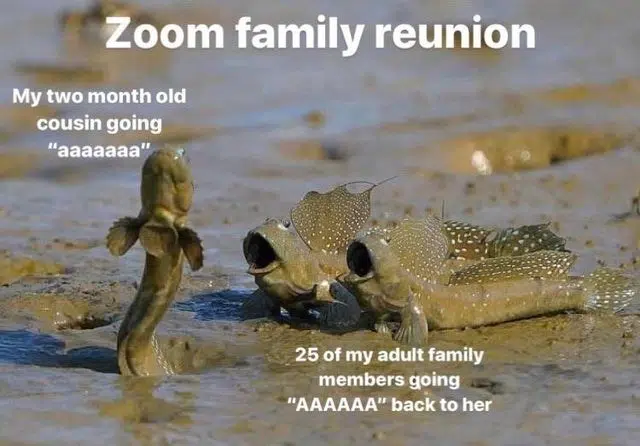 Zoom family reunion
My two month old
cousin going
"aaaaaaa"
25 of my adult family
members going
"AAAAAA" back to her